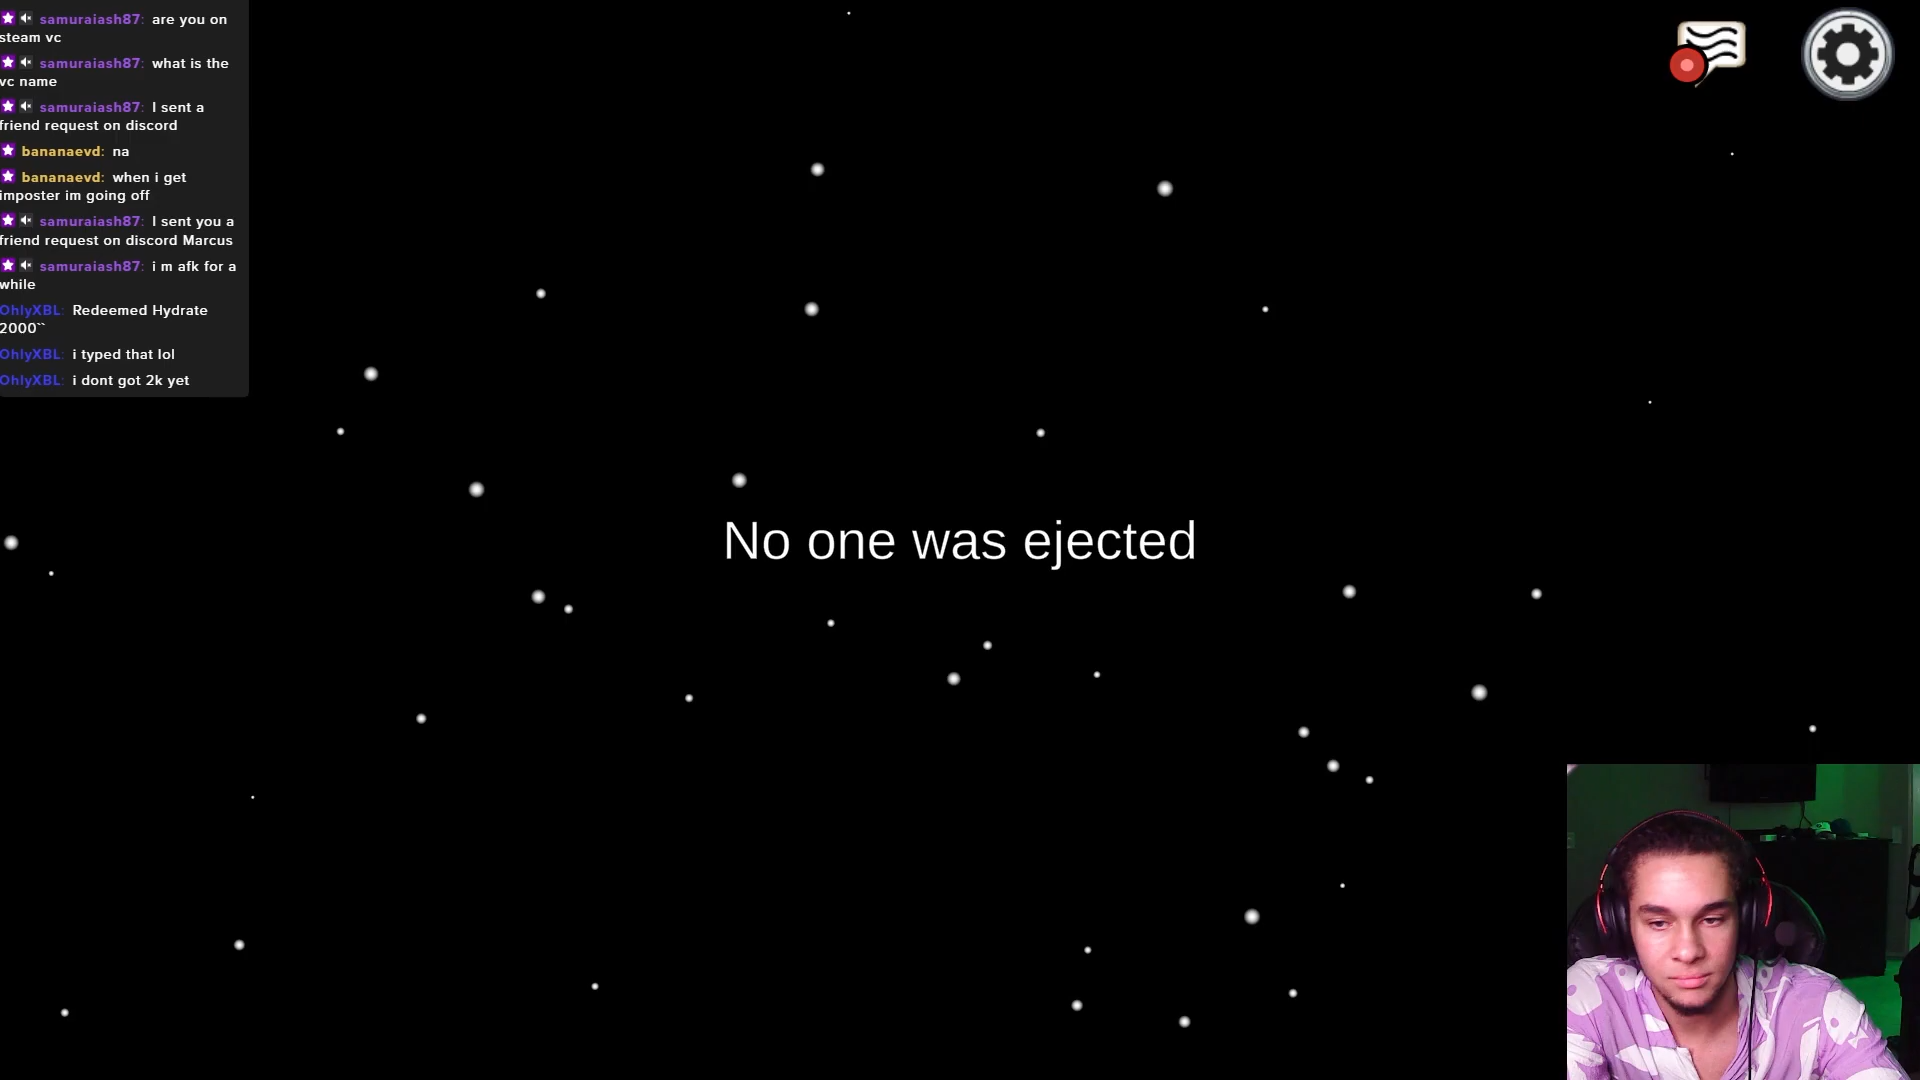 samuraiash87: are you on
steam vc
samuraiash87: what is the
vc name
samuraiash87: I sent a
friend request on discord
bananaevd: na
bananaevd: when i get
imposter im going off
samuraiash87: I sent you a
friend request on discord Marcus
samuraiash87: i m afk for a
while
OhlyXBL: Redeemed Hydrate
2000``
OhlyXBL: i typed that lol
OhlyXBL: i dont got 2k yet
No one was ejected